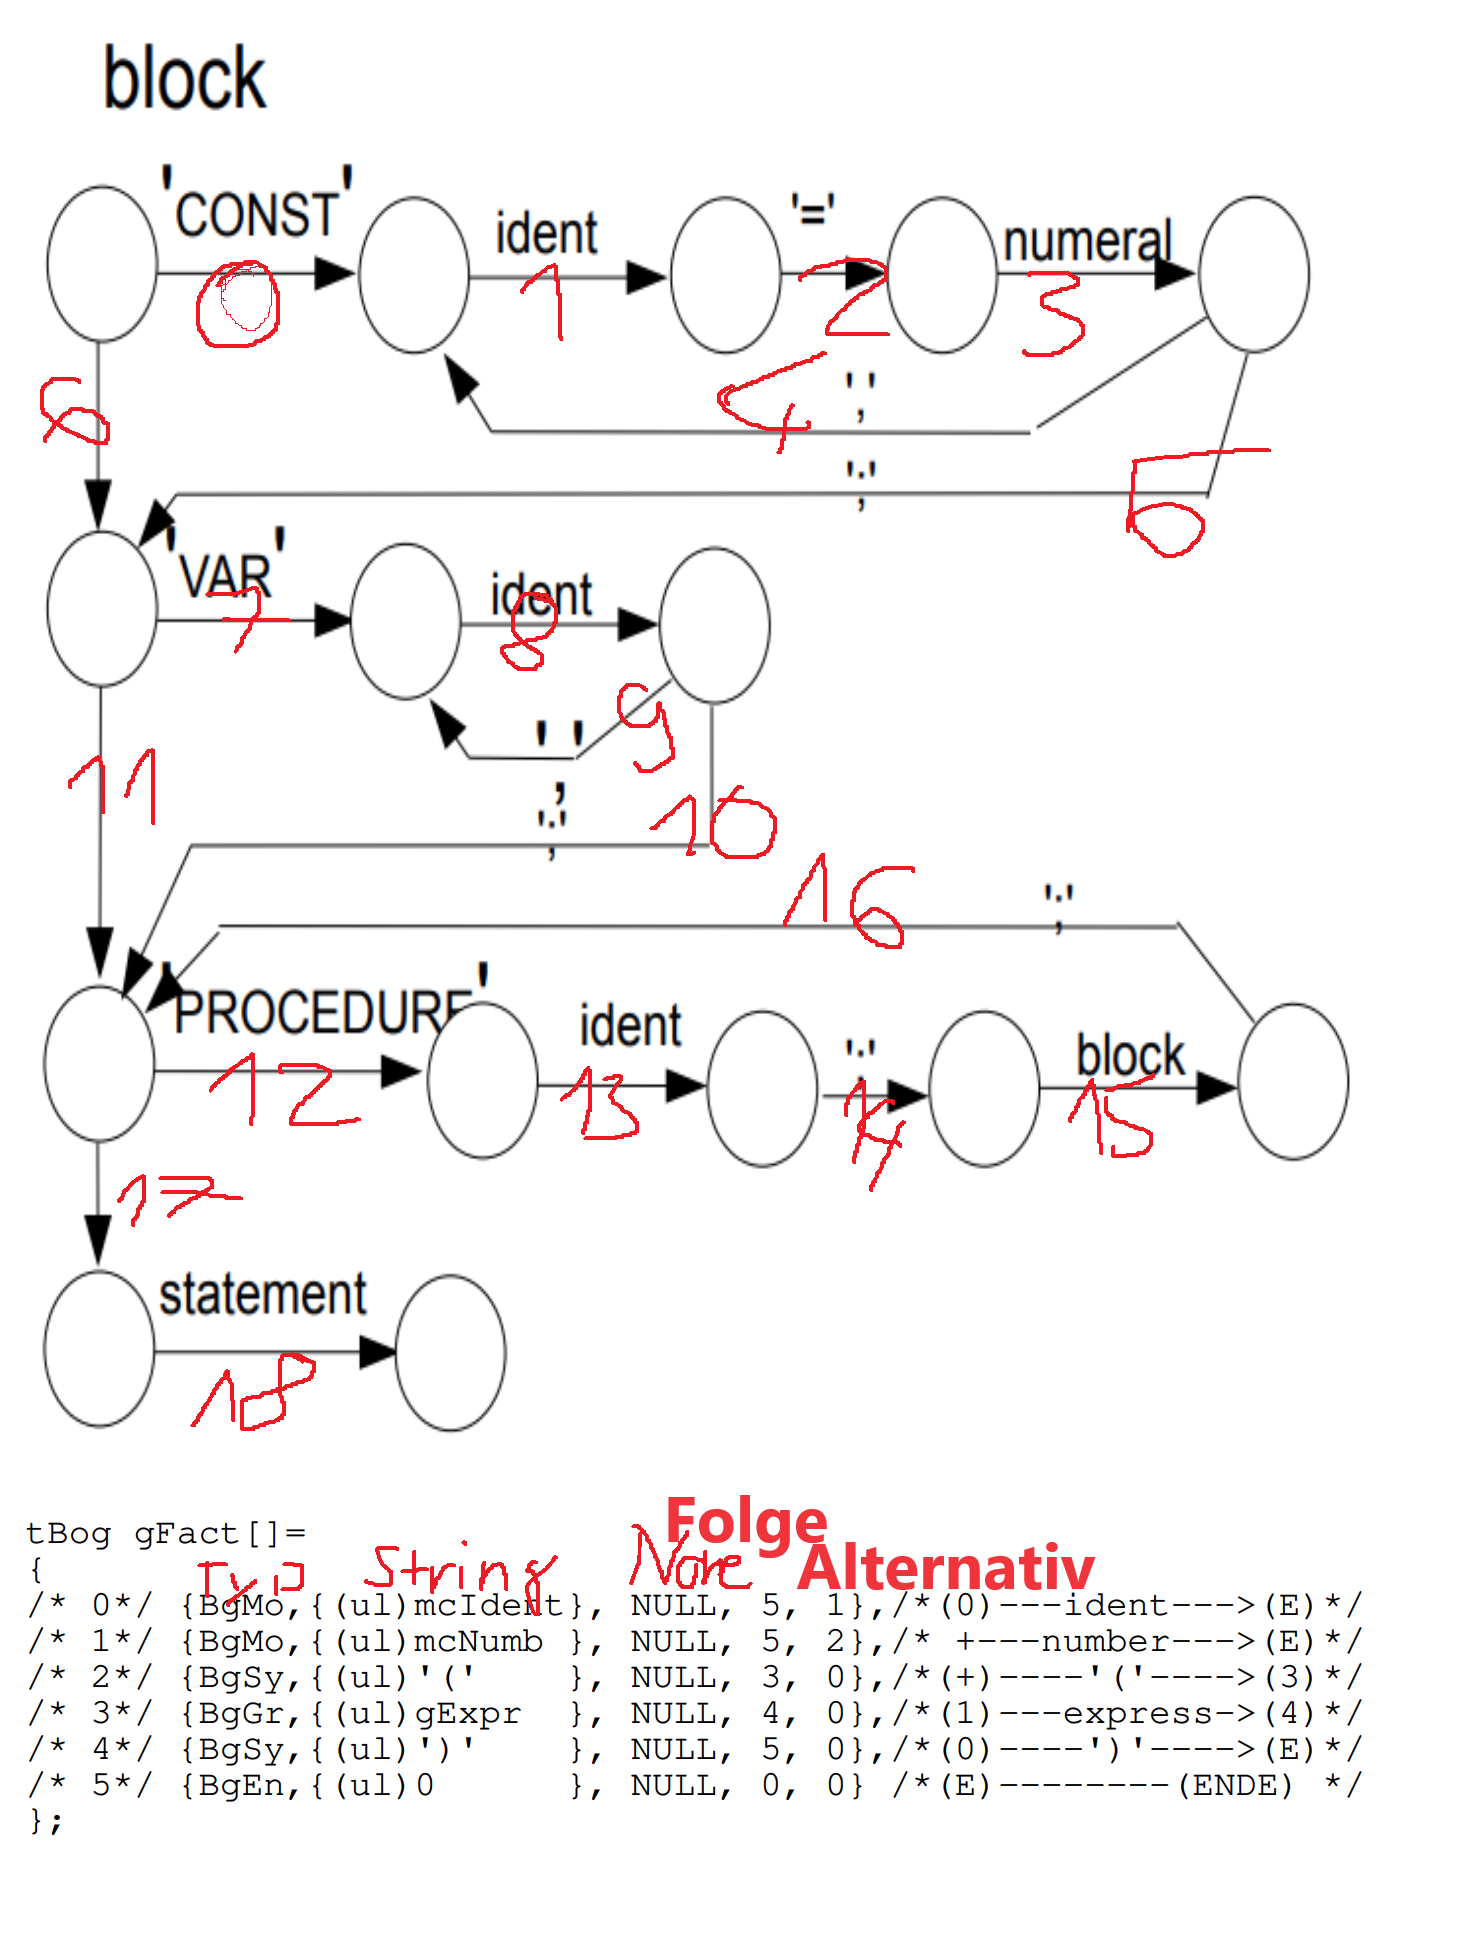 block
'CONST' ident '=' numeral
0 1 2 3
6 4 ','
5 ';'
'VAR' ident
7 8
9 ','
11 10 ';'
16 ';'
'PROCEDURE' ident ';' block
12 13 14 15
17
statement
18
Folge
tBog gFact[]=
{ Typ String Note Alternativ
/* 0*/ {BgMo,{(ul)mcIdent}, NULL, 5, 1},/*(0)---ident--->(E)*/
/* 1*/ {BgMo,{(ul)mcNumb }, NULL, 5, 2},/* +---number--->(E)*/
/* 2*/ {BgSy,{(ul)'(' }, NULL, 3, 0},/*(+)----'('---->(3)*/
/* 3*/ {BgGr,{(ul)gExpr }, NULL, 4, 0},/*(1)---express->(4)*/
/* 4*/ {BgSy,{(ul)')' }, NULL, 5, 0},/*(0)----')'---->(E)*/
/* 5*/ {BgEn,{(ul)0 }, NULL, 0, 0} /*(E)--------(ENDE) */
};